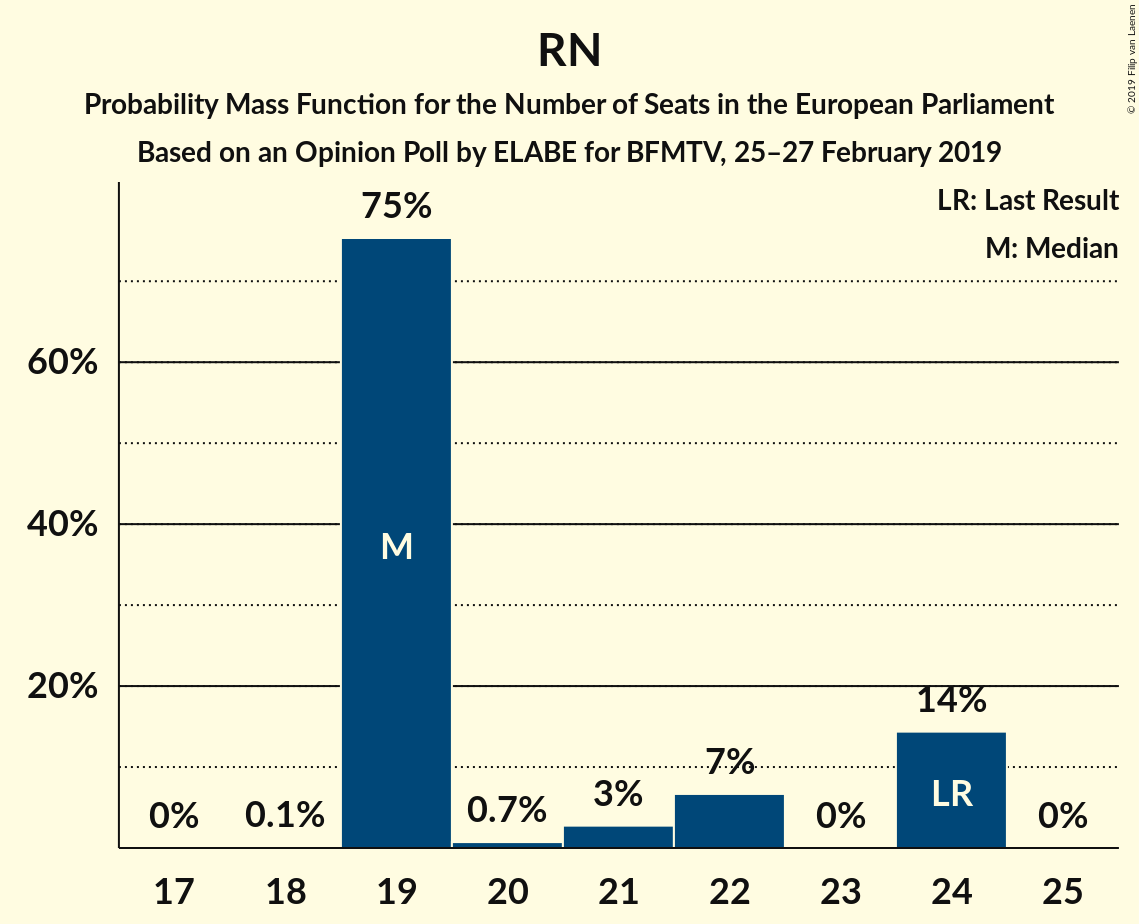 RN
Probability Mass Function for the Number of Seats in the European Parliament
Based on an Opinion Poll by ELABE for BFMTV, 25–27 February 2019
© 2019 Filip van Laenen
LR: Last Result
M: Median
75%
60%
40%
M
20%
14%
7%
3%
LR
0%
0.1%
0.7%
0%
0%
17 18 19 20 21 22 23 24 25